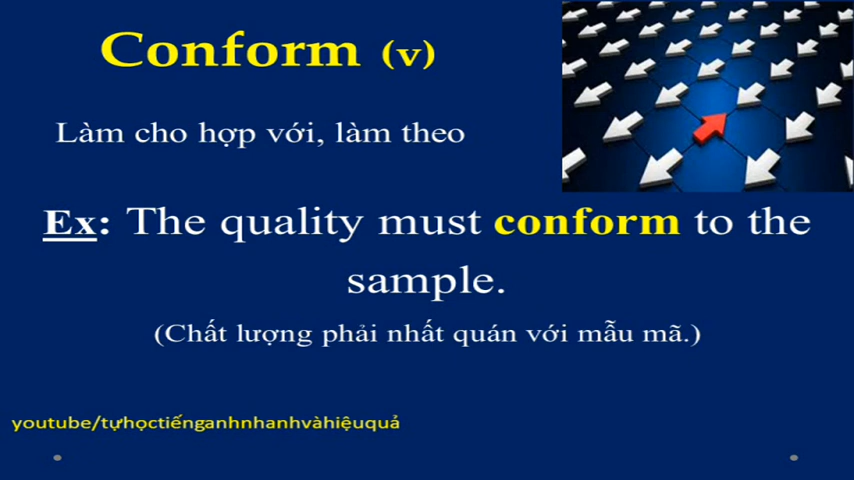 Conform (v)
Làm cho hợp với, làm theo
Ex: The quality must conform to the
sample.
(Chất lượng phải nhất quán với mẫu mã.)
youtube/tựhọctiếnganhnhanhvàhiệuquả